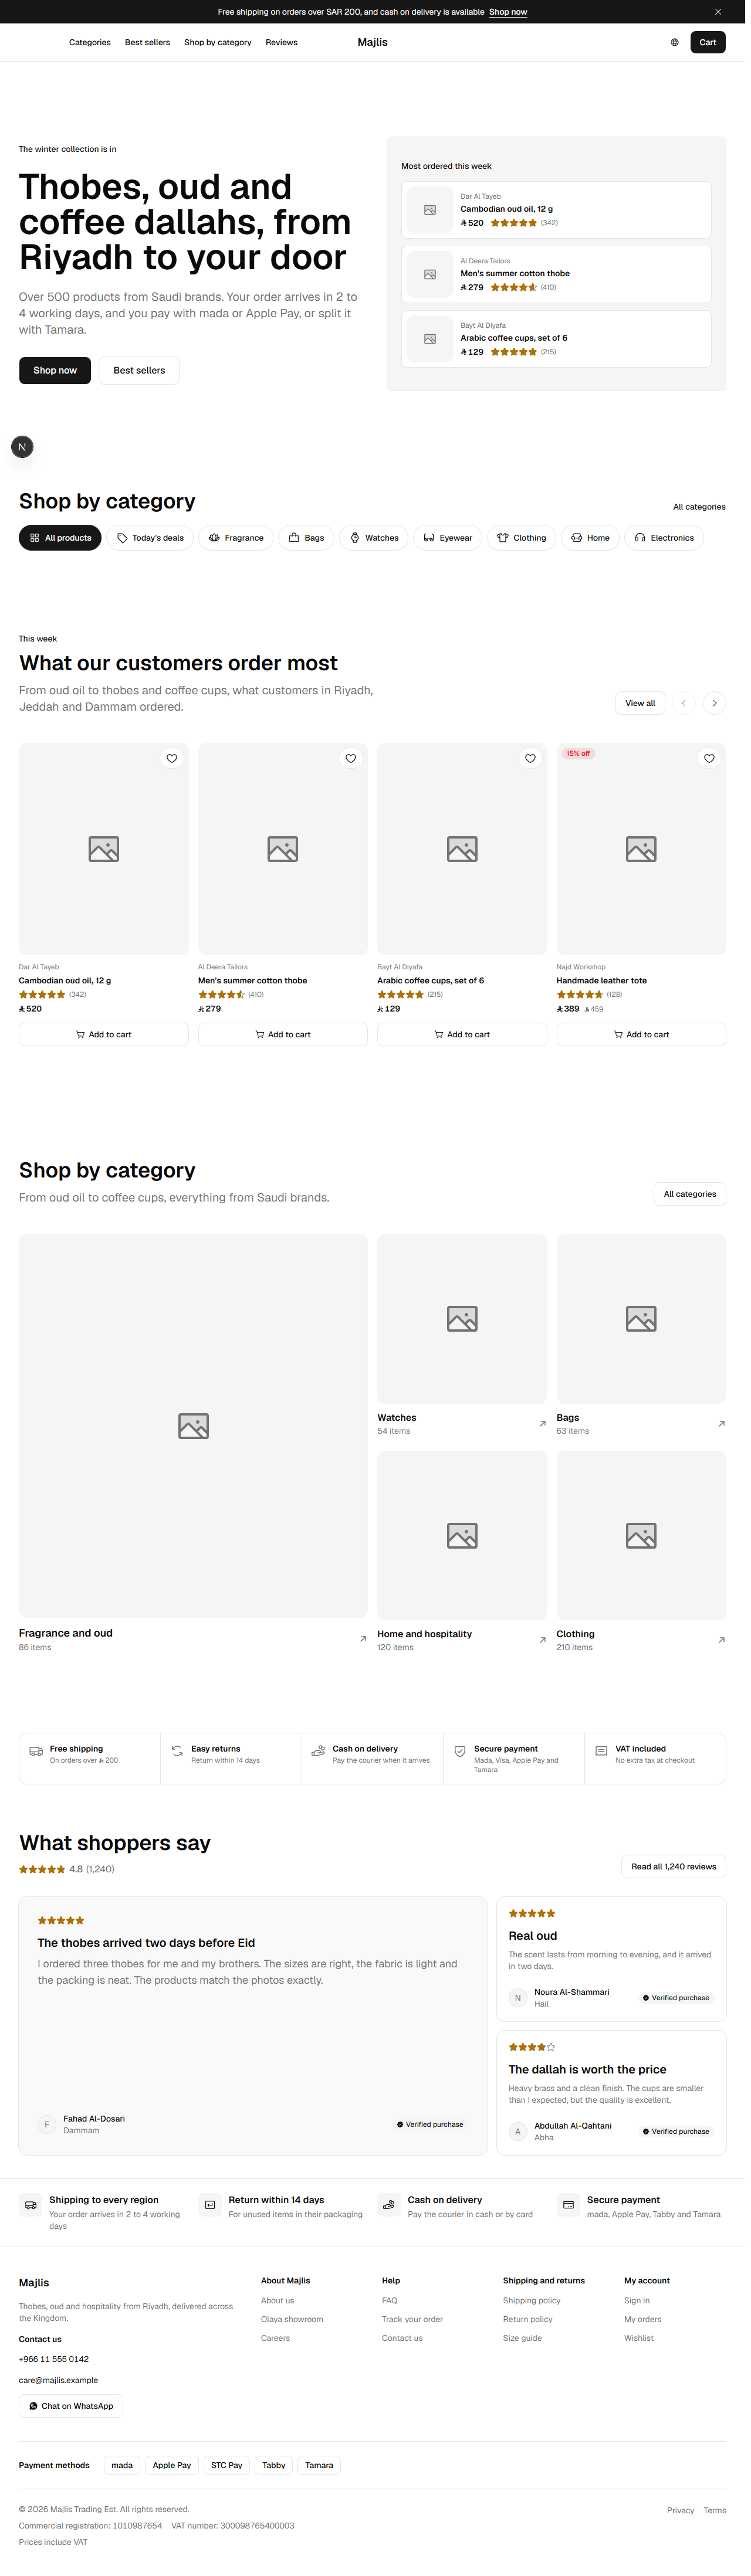 Free shipping on orders over SAR 200, and cash on delivery is available Shop now
Categories Best sellers Shop by category Reviews
Majlis
Cart
The winter collection is in
Thobes, oud and
coffee dallahs, from
Riyadh to your door
Over 500 products from Saudi brands. Your order arrives in 2 to
4 working days, and you pay with mada or Apple Pay, or split it
with Tamara.
Shop now
Best sellers
Most ordered this week
Dar Al Tayeb
Cambodian oud oil, 12 g
520 (342)
Al Deera Tailors
Men's summer cotton thobe
279 (410)
Bayt Al Diyafa
Arabic coffee cups, set of 6
129 (215)
N
Shop by category
All categories
All products
Today's deals
Fragrance
Bags
Watches
Eyewear
Clothing
Home
Electronics
This week
What our customers order most
From oud oil to thobes and coffee cups, what customers in Riyadh,
Jeddah and Dammam ordered.
View all
15% off
Dar Al Tayeb
Cambodian oud oil, 12 g
(342)
520
Add to cart
Al Deera Tailors
Men's summer cotton thobe
(410)
279
Add to cart
Bayt Al Diyafa
Arabic coffee cups, set of 6
(215)
129
Add to cart
Najd Workshop
Handmade leather tote
(128)
389 459
Add to cart
Shop by category
From oud oil to coffee cups, everything from Saudi brands.
All categories
Watches
54 items
Bags
63 items
Fragrance and oud
86 items
Home and hospitality
120 items
Clothing
210 items
Free shipping
On orders over 200
Easy returns
Return within 14 days
Cash on delivery
Pay the courier when it arrives
Secure payment
Mada, Visa, Apple Pay and
Tamara
VAT included
No extra tax at checkout
What shoppers say
4.8 (1,240)
Read all 1,240 reviews
The thobes arrived two days before Eid
I ordered three thobes for me and my brothers. The sizes are right, the fabric is light and
the packing is neat. The products match the photos exactly.
F
Fahad Al-Dosari
Dammam
Verified purchase
Real oud
The scent lasts from morning to evening, and it arrived
in two days.
N
Noura Al-Shammari
Hail
Verified purchase
The dallah is worth the price
Heavy brass and a clean finish. The cups are smaller
than I expected, but the quality is excellent.
A
Abdullah Al-Qahtani
Abha
Verified purchase
Shipping to every region
Your order arrives in 2 to 4 working
days
Return within 14 days
For unused items in their packaging
Cash on delivery
Pay the courier in cash or by card
Secure payment
mada, Apple Pay, Tabby and Tamara
Majlis
Thobes, oud and hospitality from Riyadh, delivered across
the Kingdom.
Contact us
+966 11 555 0142
care@majlis.example
Chat on WhatsApp
About Majlis
About us
Olaya showroom
Careers
Help
FAQ
Track your order
Contact us
Shipping and returns
Shipping policy
Return policy
Size guide
My account
Sign in
My orders
Wishlist
Payment methods
mada
Apple Pay
STC Pay
Tabby
Tamara
© 2026 Majlis Trading Est. All rights reserved.
Privacy Terms
Commercial registration: 1010987654 VAT number: 300098765400003
Prices include VAT